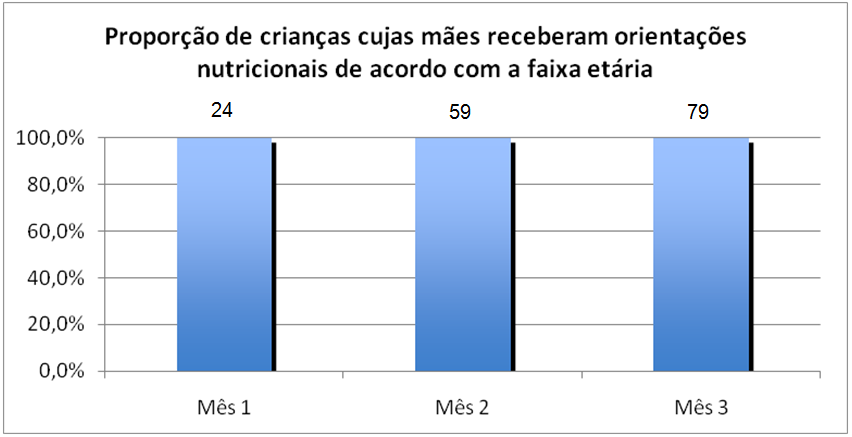 Proporção de crianças cujas mães receberam orientações
nutricionais de acordo com a faixa etária
24 59 79
100,0%
80,0%
60,0%
40,0%
20,0%
0,0%
Mês 1 Mês 2 Mês 3